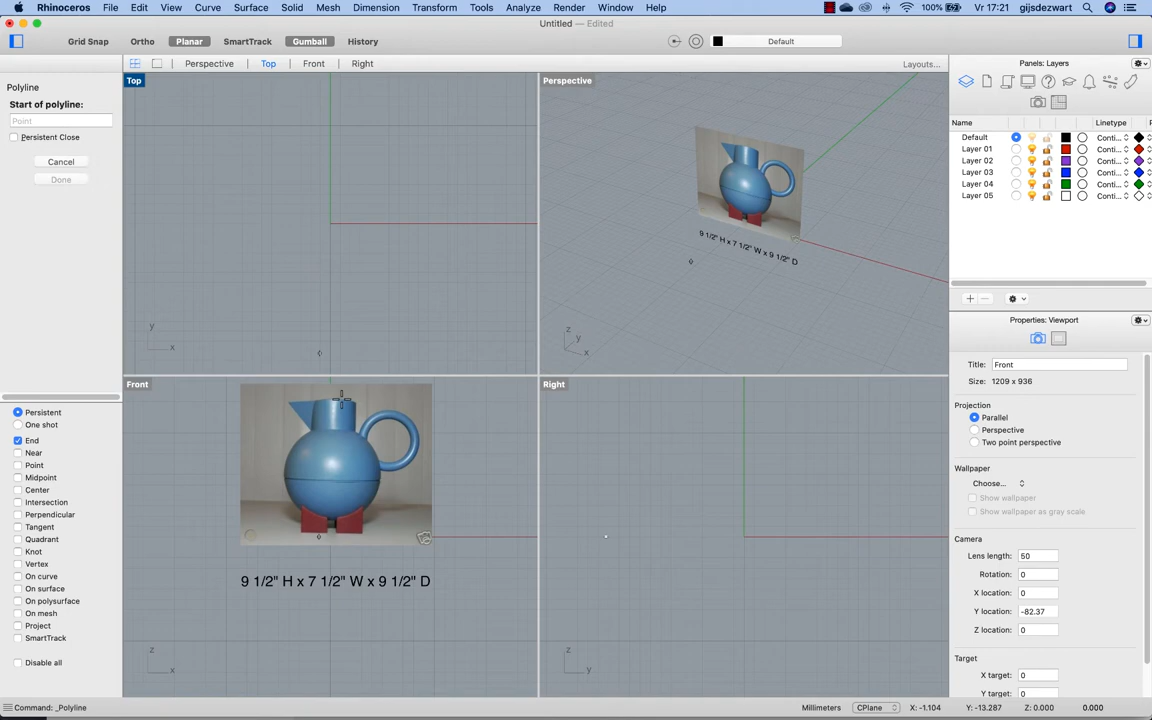 Rhinoceros File Edit View Curve Surface Solid Mesh Dimension Transform Tools Analyze Render Window Help 100% Vr 17:21 gijsdezwart
Untitled — Edited
Grid Snap Ortho Planar SmartTrack Gumball History Default
Perspective Top Front Right Layouts...
Panels: Layers
Polyline
Start of polyline:
Point
Persistent Close
Cancel
Done
Persistent
One shot
End
Near
Point
Midpoint
Center
Intersection
Perpendicular
Tangent
Quadrant
Knot
Vertex
On curve
On surface
On polysurface
On mesh
Project
SmartTrack
Disable all
Top
y
x
Perspective
9 1/2" H x 7 1/2" W x 9 1/2" D
z
y
x
Front
9 1/2" H x 7 1/2" W x 9 1/2" D
z
x
Right
z
y
Name Linetype
Default Conti...
Layer 01 Conti...
Layer 02 Conti...
Layer 03 Conti...
Layer 04 Conti...
Layer 05 Conti...
Properties: Viewport
Title: Front
Size: 1209 x 936
Projection
Parallel
Perspective
Two point perspective
Wallpaper
Choose...
Show wallpaper
Show wallpaper as gray scale
Camera
Lens length: 50
Rotation: 0
X location: 0
Y location: -82.37
Z location: 0
Target
X target: 0
Y target: 0
Command: _Polyline Millimeters CPlane X: -1.104 Y: -13.287 Z: 0.000 0.000